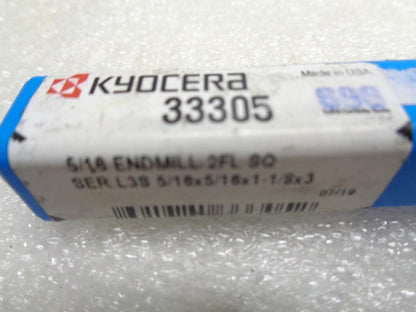 KYOCERA
Made in USA
33305
5/16 ENDMILL 2FL SQ
SER L3S 5/16x5/16x1-1/8x3
07/19